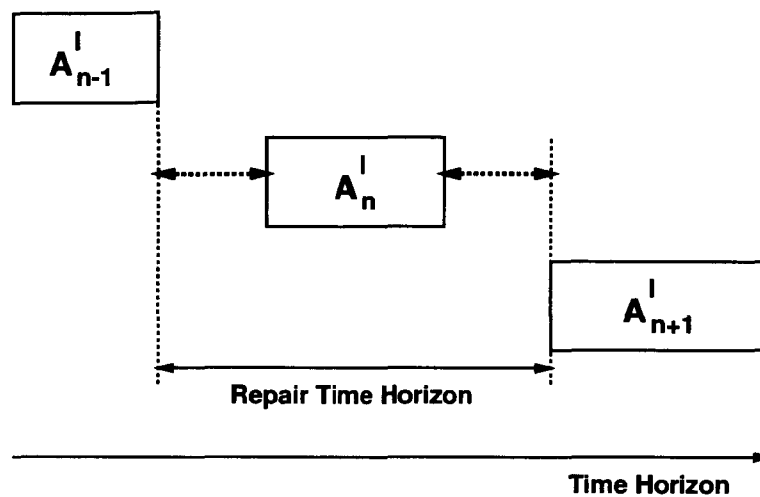 A^l_{n-1}
A^l_n
A^l_{n+1}
Repair Time Horizon
Time Horizon